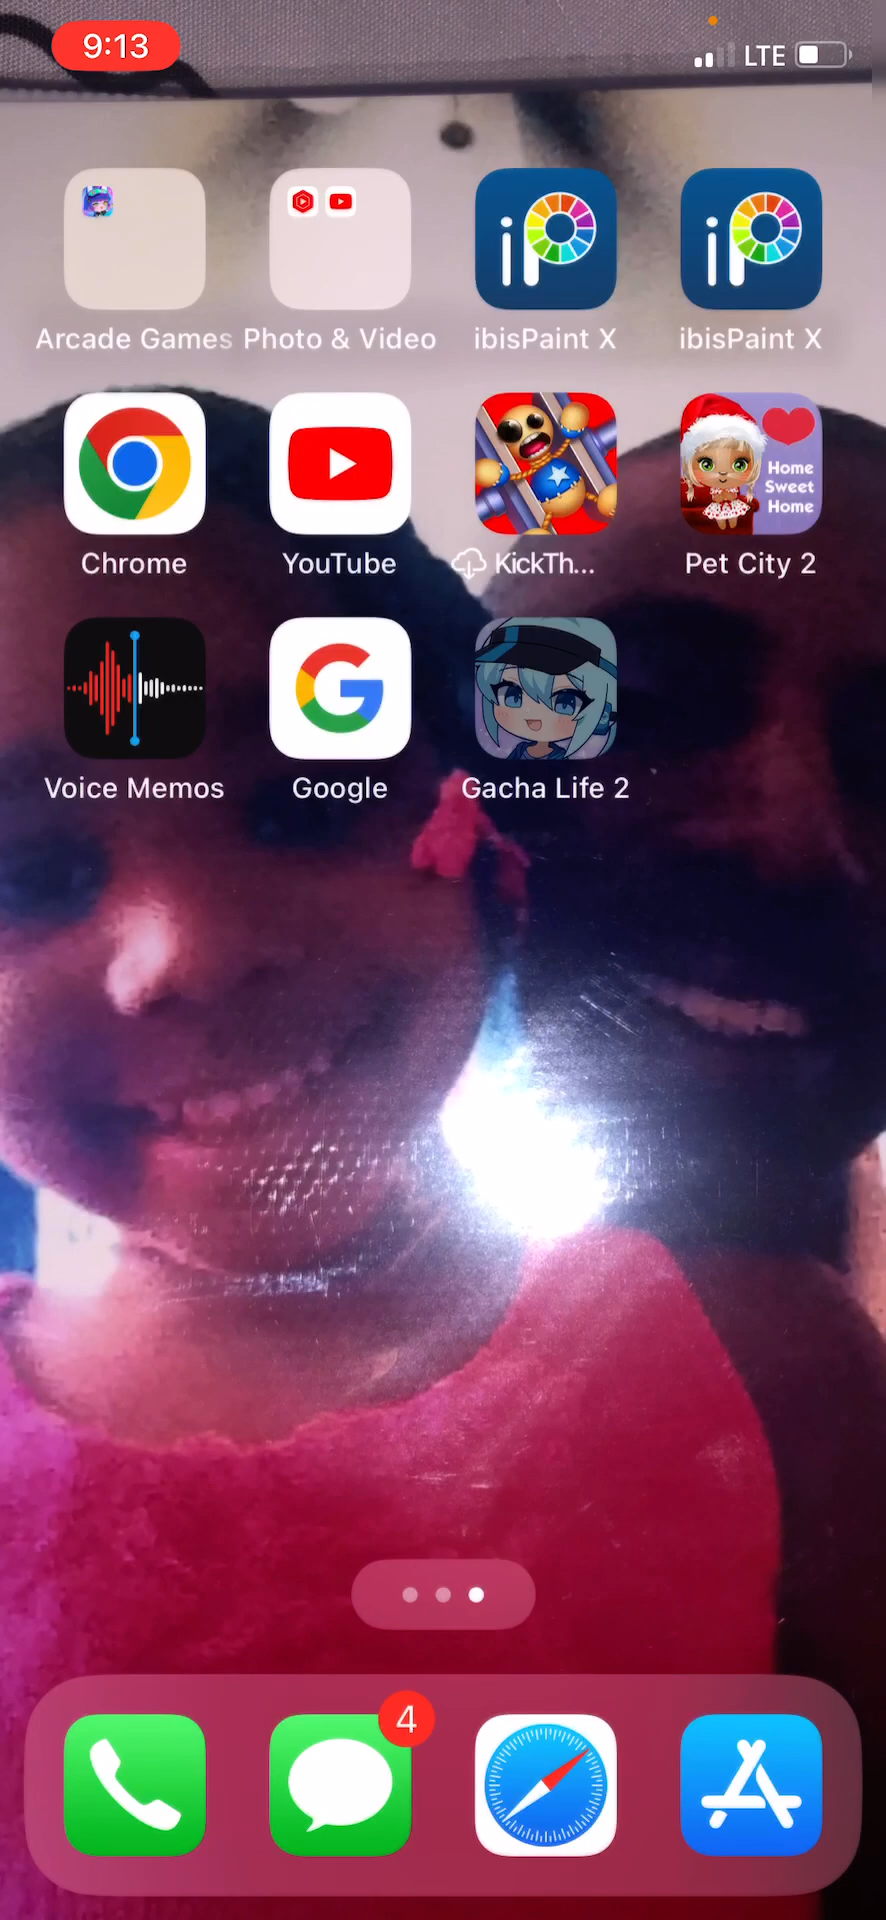 9:13
LTE
Arcade Games Photo & Video ibisPaint X ibisPaint X
Home
Sweet
Home
Chrome YouTube KickTh... Pet City 2
Voice Memos Google Gacha Life 2
4